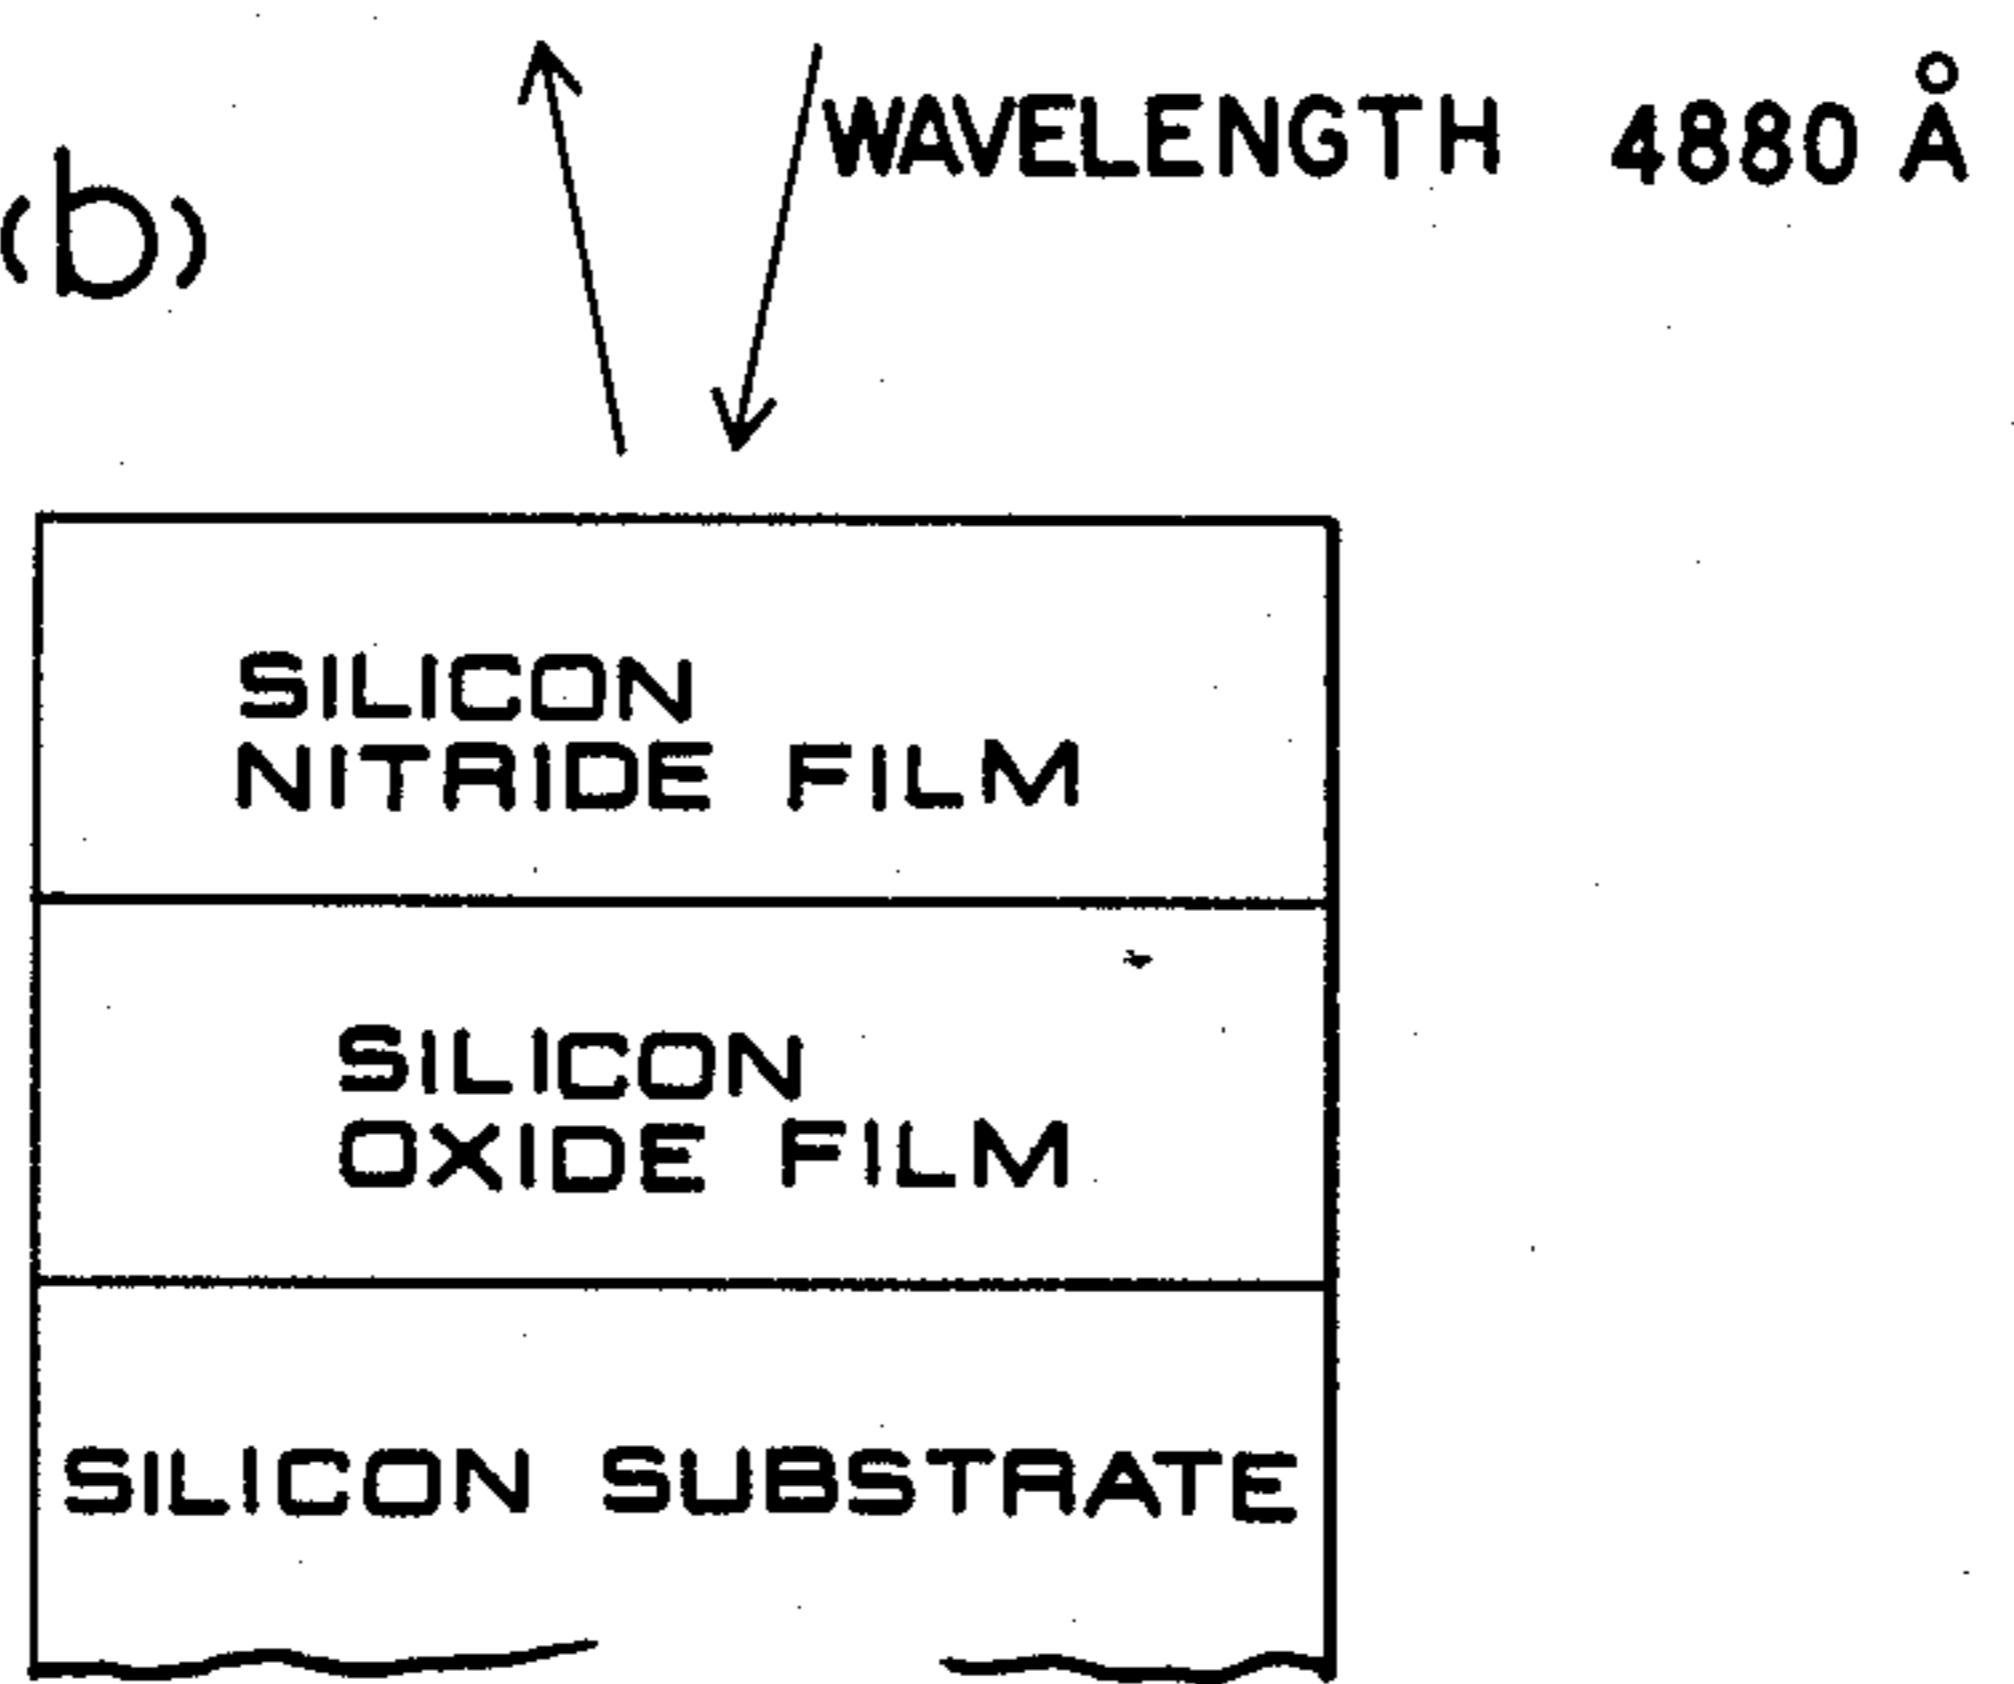 WAVELENGTH 4880 Å
(b)
SILICON
NITRIDE FILM
SILICON
OXIDE FILM
SILICON SUBSTRATE